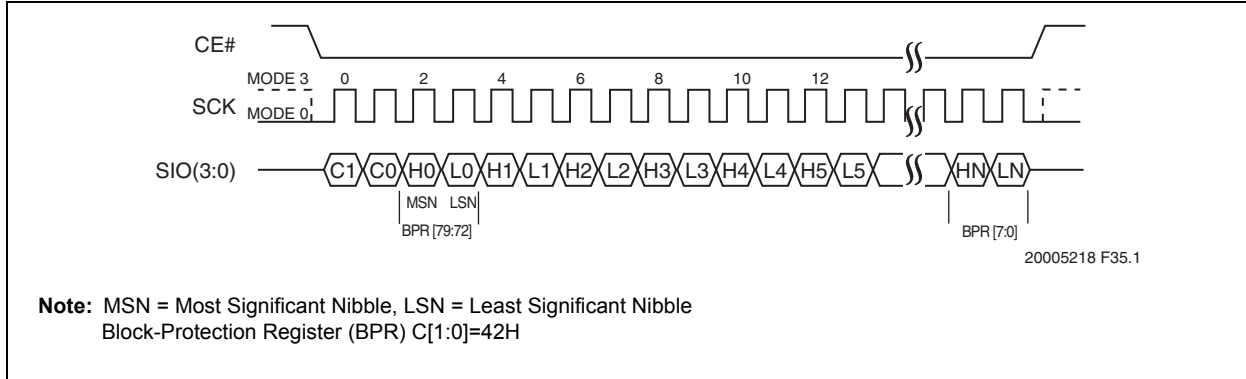 CE#
MODE 3 0 2 4 6 8 10 12
SCK MODE 0
SIO(3:0) C1 C0 H0 L0 H1 L1 H2 L2 H3 L3 H4 L4 H5 L5 HN LN
MSN LSN
BPR [79:72] BPR [7:0]
20005218 F35.1
Note: MSN = Most Significant Nibble, LSN = Least Significant Nibble
Block-Protection Register (BPR) C[1:0]=42H